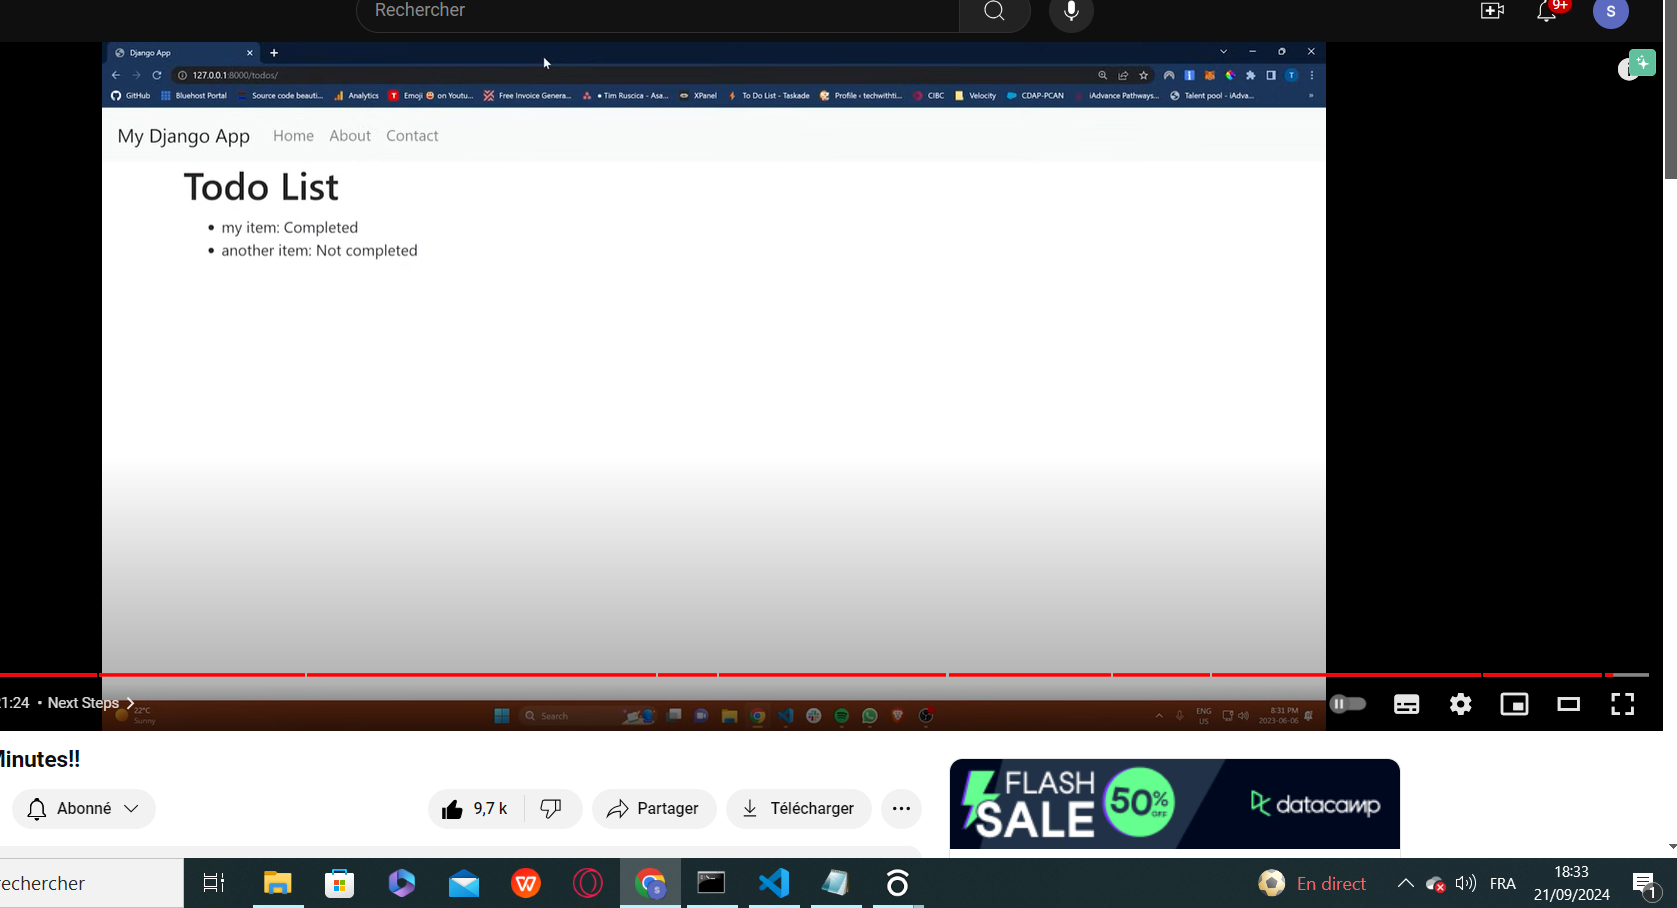 Rechercher
9+
S
Django App
127.0.0.1:8000/todos/
T
GitHub
Bluehost Portal
Source code beauti...
Analytics
Emoji 😮 on Youtu...
Free Invoice Genera...
• Tim Ruscica - Asa...
XPanel
To Do List - Taskade
Profile ‹ techwithti...
CIBC
Velocity
CDAP-PCAN
iAdvance Pathways...
Talent pool - iAdva...
»
My Django App
Home
About
Contact
Todo List
• my item: Completed
• another item: Not completed
1:24 • Next Steps
22°C
Sunny
Search
ENG
US
8:31 PM
2023-06-06
Minutes!!
Abonné
9,7 k
Partager
Télécharger
FLASH
SALE
50%
OFF
datacamp
rechercher
S
En direct
FRA
18:33
21/09/2024
1